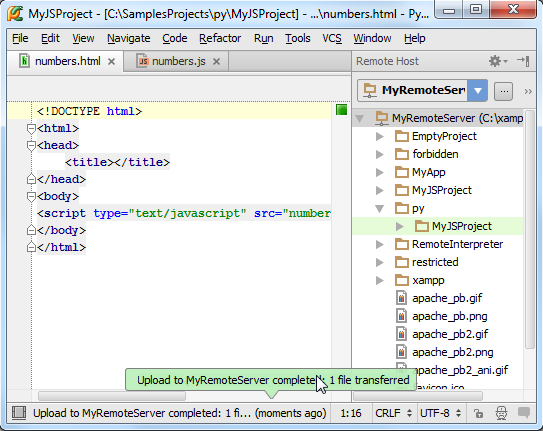 MyJSProject - [C:\SamplesProjects\py\MyJSProject] - ...\numbers.html - Py...
File Edit View Navigate Code Refactor Run Tools VCS Window Help
numbers.html
numbers.js
<!DOCTYPE html>
<html>
<head>
<title></title>
</head>
<body>
<script type="text/javascript" src="number
</body>
</html>
Remote Host
MyRemoteServer
...
MyRemoteServer (C:\xamp
EmptyProject
forbidden
MyApp
MyJSProject
py
MyJSProject
RemoteInterpreter
restricted
xampp
apache_pb.gif
apache_pb.png
apache_pb2.gif
apache_pb2.png
apache_pb2_ani.gif
favicon.ico
Upload to MyRemoteServer completed: 1 file transferred
Upload to MyRemoteServer completed: 1 fi... (moments ago) 1:16 CRLF UTF-8